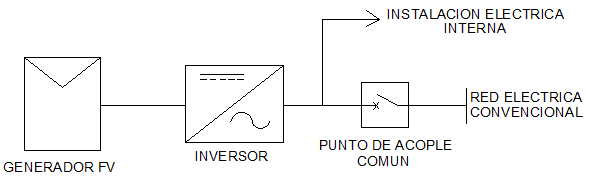 INSTALACION ELECTRICA
INTERNA
RED ELECTRICA
CONVENCIONAL
PUNTO DE ACOPLE
COMUN
INVERSOR
GENERADOR FV